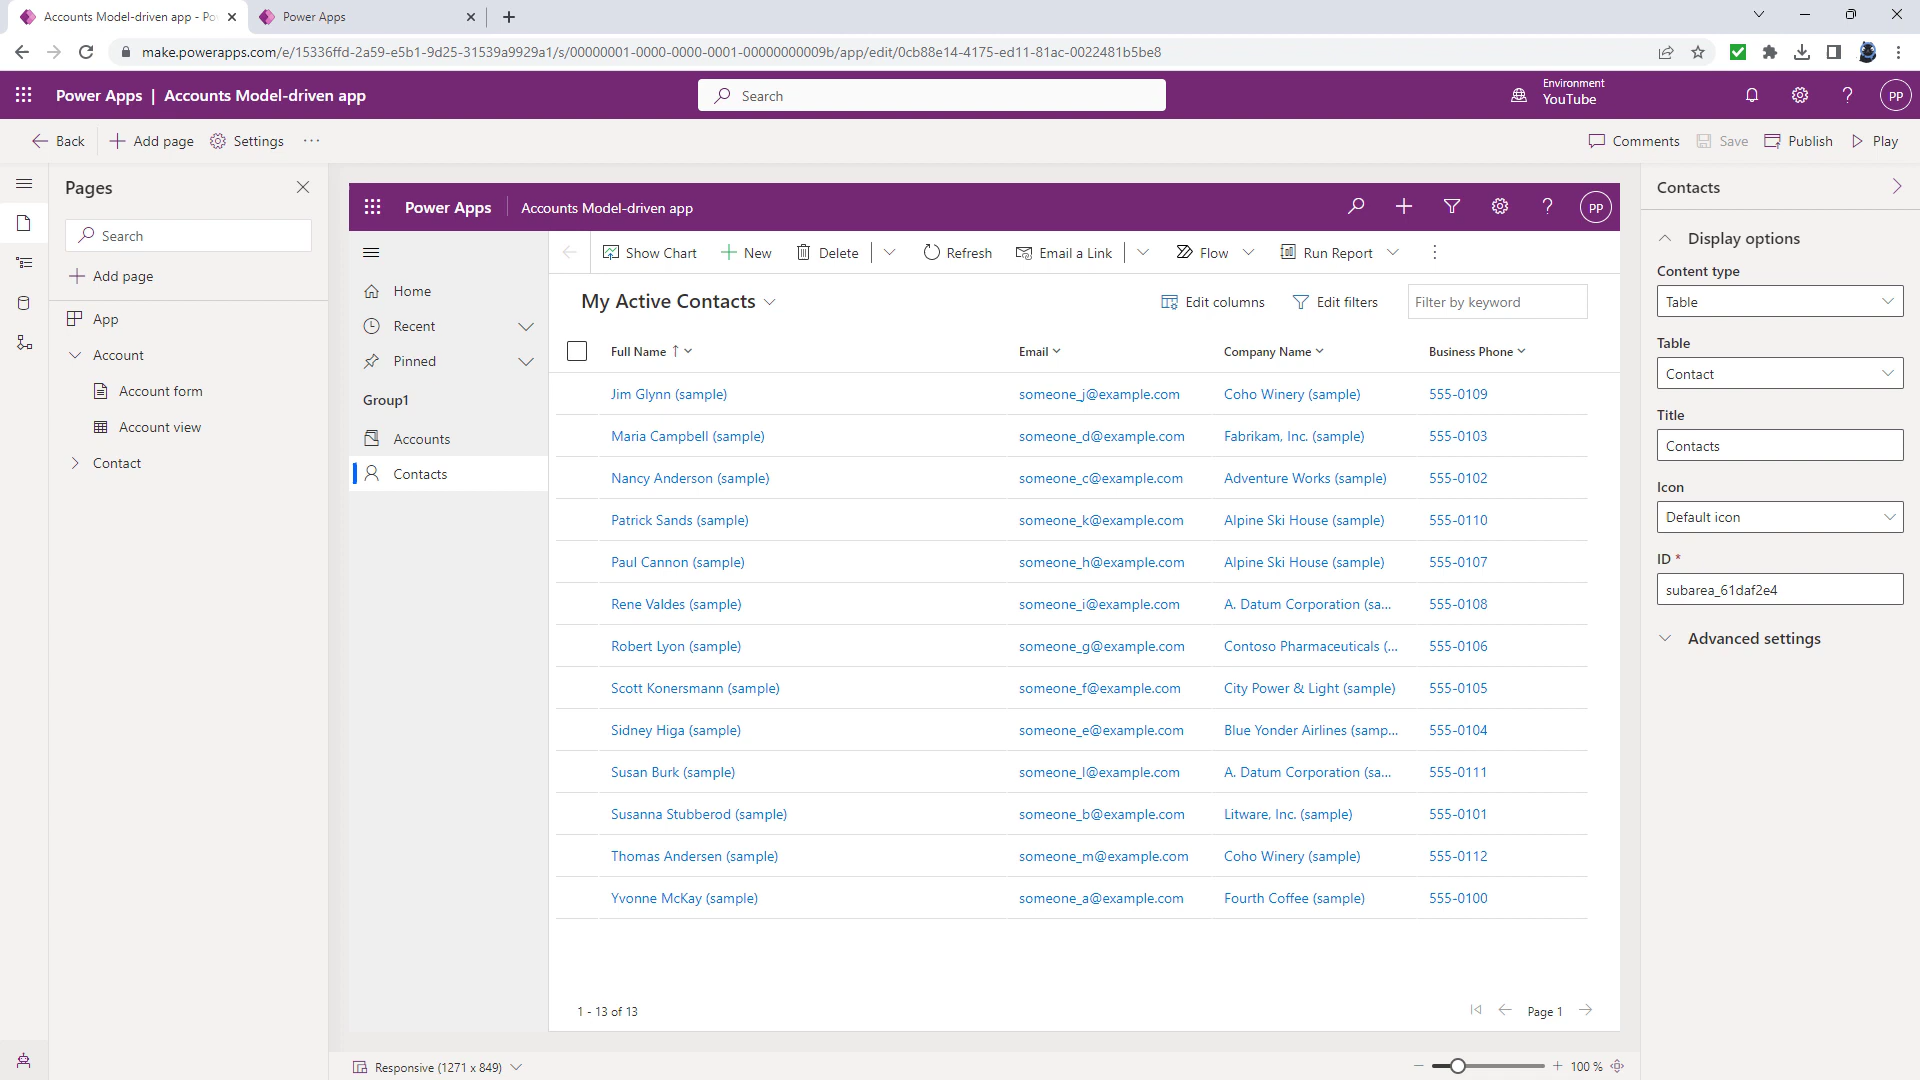 Accounts Model-driven app - Po
Power Apps
make.powerapps.com/e/15336ffd-2a59-e5b1-9d25-31539a9929a1/s/00000001-0000-0000-0001-00000000009b/app/edit/0cb88e14-4175-ed11-81ac-0022481b5be8
Power Apps | Accounts Model-driven app
Search
Environment
YouTube
PP
Back
Add page
Settings
Comments
Save
Publish
Play
Pages
Search
Add page
App
Account
Account form
Account view
Contact
Power Apps
Accounts Model-driven app
PP
Home
Recent
Pinned
Group1
Accounts
Contacts
Show Chart
New
Delete
Refresh
Email a Link
Flow
Run Report
My Active Contacts
Edit columns
Edit filters
Filter by keyword
Full Name Email Company Name Business Phone
Jim Glynn (sample) someone_j@example.com Coho Winery (sample) 555-0109
Maria Campbell (sample) someone_d@example.com Fabrikam, Inc. (sample) 555-0103
Nancy Anderson (sample) someone_c@example.com Adventure Works (sample) 555-0102
Patrick Sands (sample) someone_k@example.com Alpine Ski House (sample) 555-0110
Paul Cannon (sample) someone_h@example.com Alpine Ski House (sample) 555-0107
Rene Valdes (sample) someone_i@example.com A. Datum Corporation (sa... 555-0108
Robert Lyon (sample) someone_g@example.com Contoso Pharmaceuticals (... 555-0106
Scott Konersmann (sample) someone_f@example.com City Power & Light (sample) 555-0105
Sidney Higa (sample) someone_e@example.com Blue Yonder Airlines (samp... 555-0104
Susan Burk (sample) someone_l@example.com A. Datum Corporation (sa... 555-0111
Susanna Stubberod (sample) someone_b@example.com Litware, Inc. (sample) 555-0101
Thomas Andersen (sample) someone_m@example.com Coho Winery (sample) 555-0112
Yvonne McKay (sample) someone_a@example.com Fourth Coffee (sample) 555-0100
1 - 13 of 13
Page 1
Responsive (1271 x 849)
100 %
Contacts
Display options
Content type
Table
Table
Contact
Title
Contacts
Icon
Default icon
ID *
subarea_61daf2e4
Advanced settings